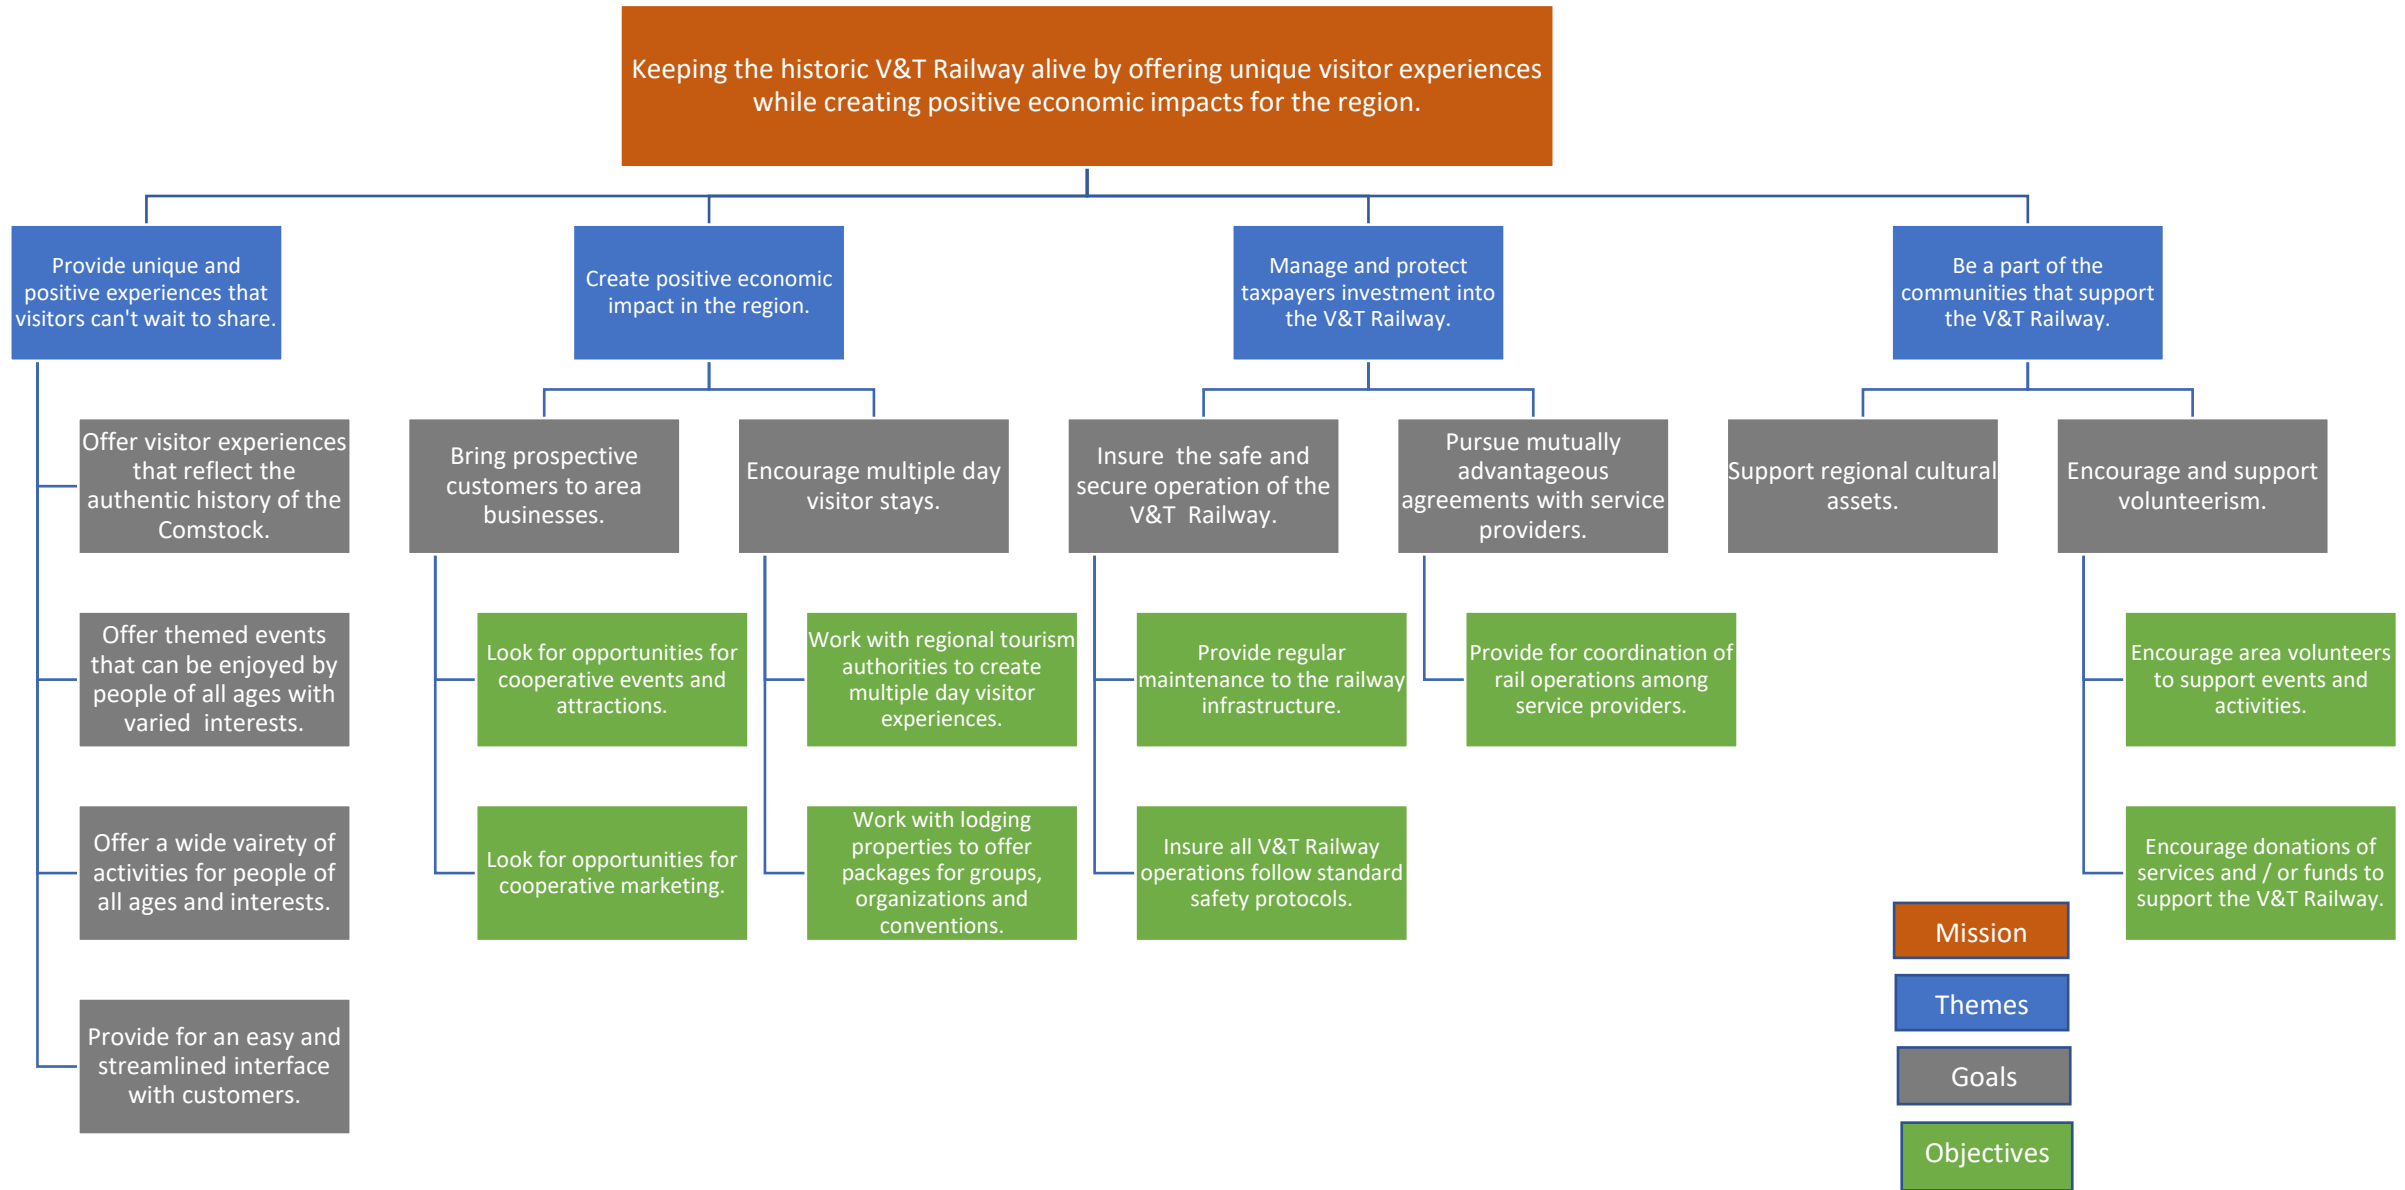 Keeping the historic V&T Railway alive by offering unique visitor experiences
while creating positive economic impacts for the region.
Provide unique and
positive experiences that
visitors can't wait to share.
Create positive economic
impact in the region.
Manage and protect
taxpayers investment into
the V&T Railway.
Be a part of the
communities that support
the V&T Railway.
Offer visitor experiences
that reflect the
authentic history of the
Comstock.
Bring prospective
customers to area
businesses.
Encourage multiple day
visitor stays.
Insure  the safe and
secure operation of the
V&T  Railway.
Pursue mutually
advantageous
agreements with service
providers.
Support regional cultural
assets.
Encourage and support
volunteerism.
Offer themed events
that can be enjoyed by
people of all ages with
varied  interests.
Look for opportunities for
cooperative events and
attractions.
Work with regional tourism
authorities to create
multiple day visitor
experiences.
Provide regular
maintenance to the railway
infrastructure.
Provide for coordination of
rail operations among
service providers.
Encourage area volunteers
to support events and
activities.
Offer a wide vairety of
activities for people of
all ages and interests.
Look for opportunities for
cooperative marketing.
Work with lodging
properties to offer
packages for groups,
organizations and
conventions.
Insure all V&T Railway
operations follow standard
safety protocols.
Encourage donations of
services and / or funds to
support the V&T Railway.
Provide for an easy and
streamlined interface
with customers.
Mission
Themes
Goals
Objectives